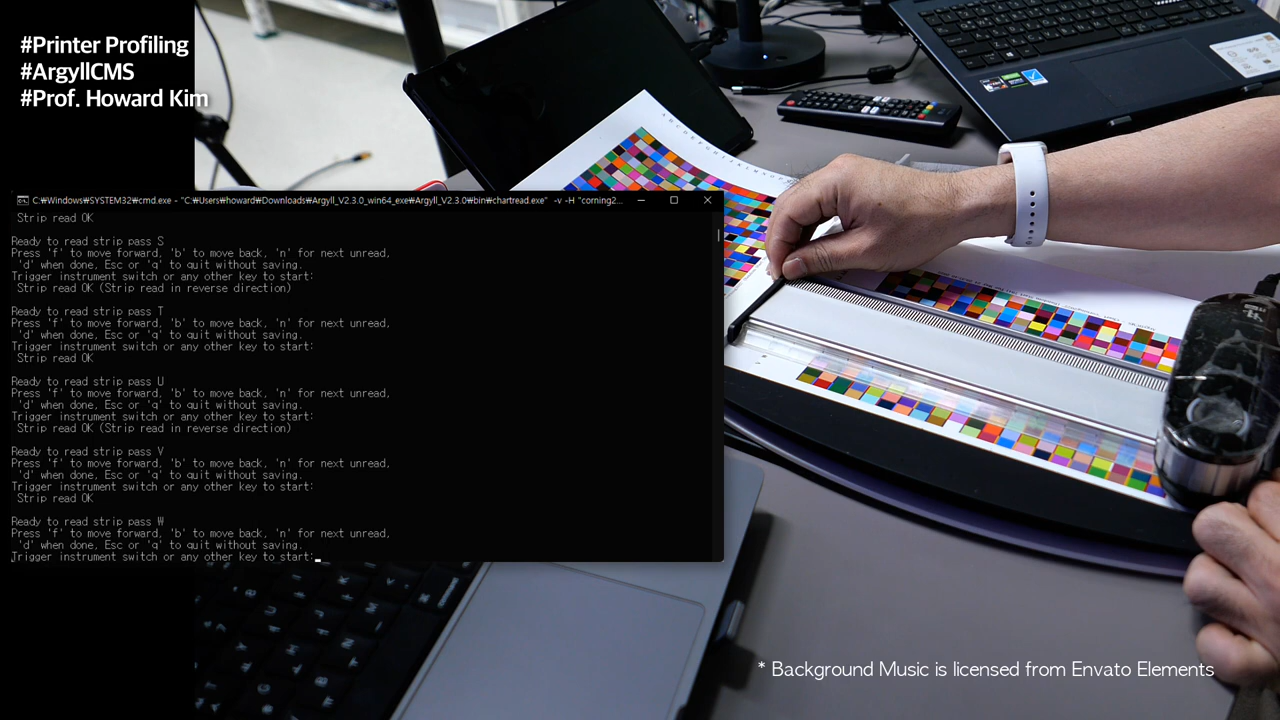 #Printer Profiling
#ArgyllCMS
#Prof. Howard Kim
C:₩Windows₩SYSTEM32₩cmd.exe - "C:₩Users₩howard₩Downloads₩Argyll_V2.3.0_win64_exe₩Argyll_V2.3.0₩bin₩chartread.exe" -v -H "corning2...
Strip read OK
Ready to read strip pass S
Press 'f' to move forward, 'b' to move back, 'n' for next unread,
'd' when done, Esc or 'q' to quit without saving.
Trigger instrument switch or any other key to start:
Strip read OK (Strip read in reverse direction)
Ready to read strip pass T
Press 'f' to move forward, 'b' to move back, 'n' for next unread,
'd' when done, Esc or 'q' to quit without saving.
Trigger instrument switch or any other key to start:
Strip read OK
Ready to read strip pass U
Press 'f' to move forward, 'b' to move back, 'n' for next unread,
'd' when done, Esc or 'q' to quit without saving.
Trigger instrument switch or any other key to start:
Strip read OK (Strip read in reverse direction)
Ready to read strip pass V
Press 'f' to move forward, 'b' to move back, 'n' for next unread,
'd' when done, Esc or 'q' to quit without saving.
Trigger instrument switch or any other key to start:
Strip read OK
Ready to read strip pass W
Press 'f' to move forward, 'b' to move back, 'n' for next unread,
'd' when done, Esc or 'q' to quit without saving.
Trigger instrument switch or any other key to start:
* Background Music is licensed from Envato Elements